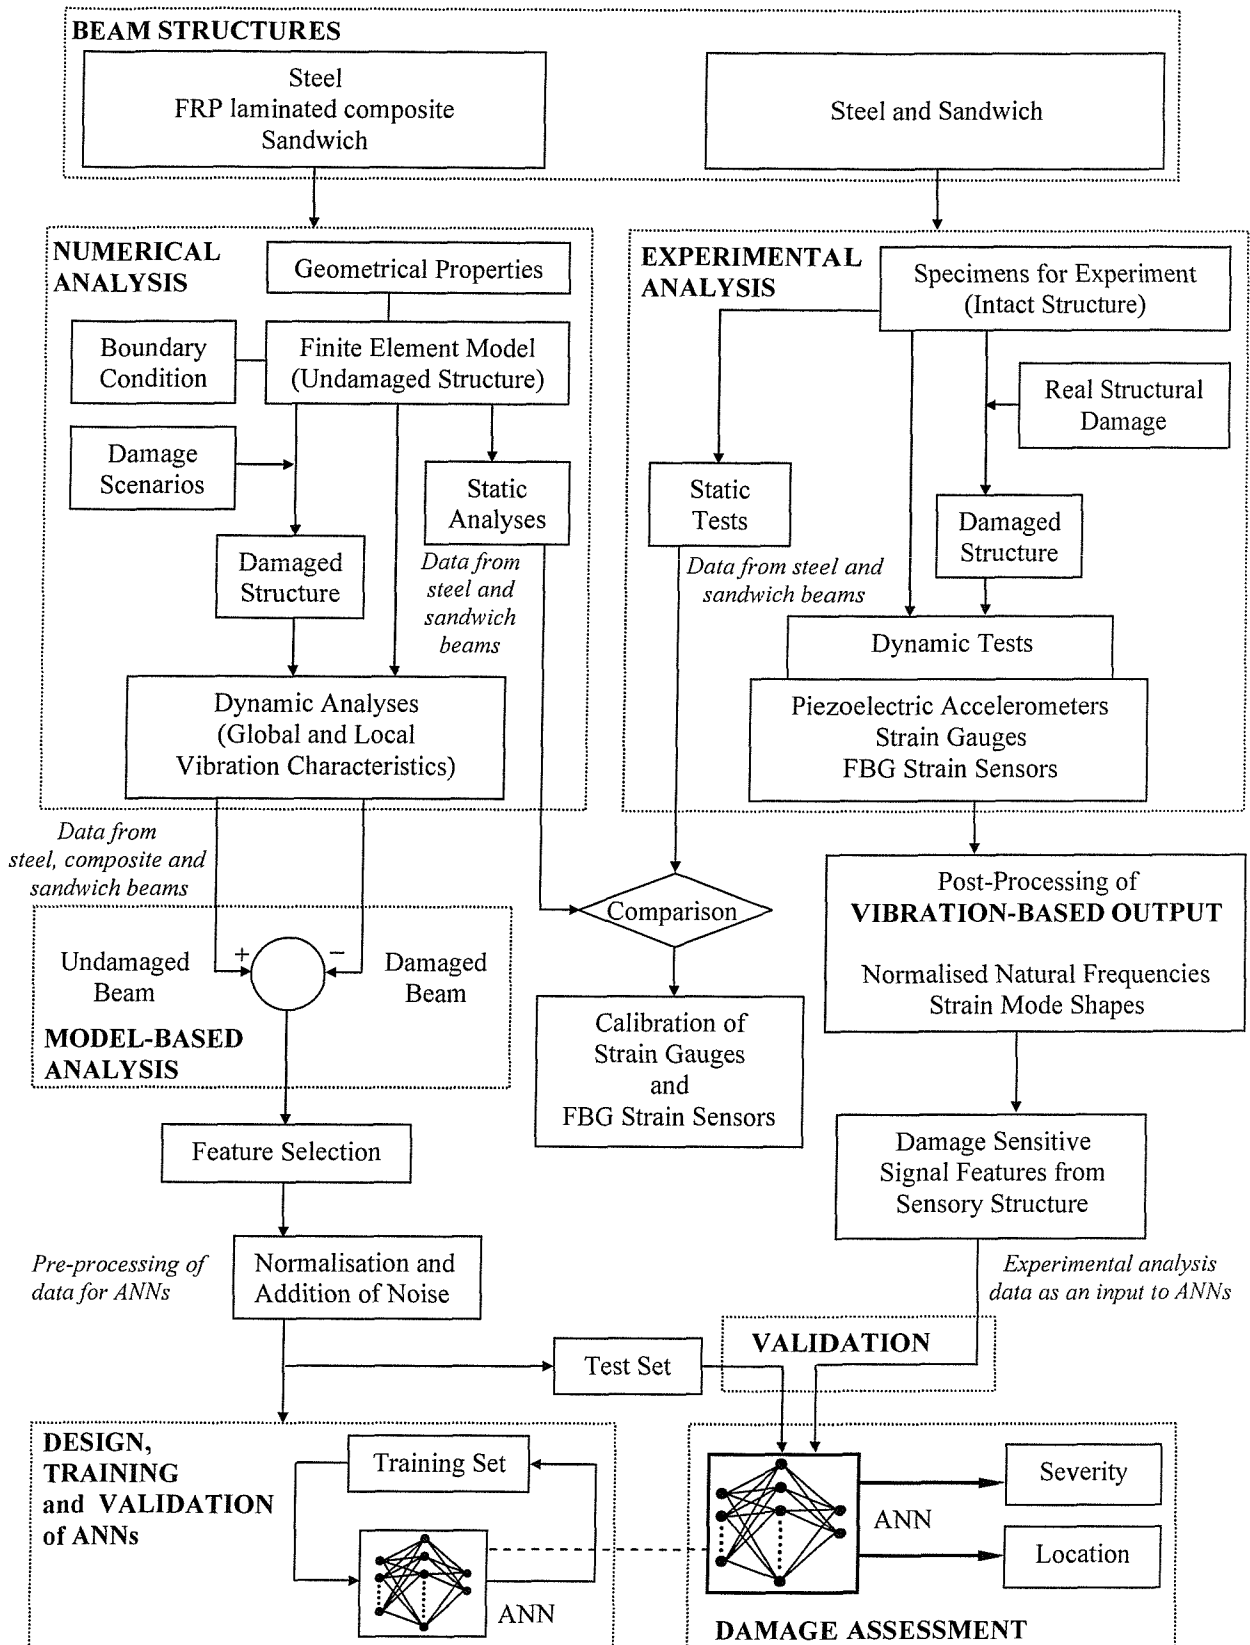 BEAM STRUCTURES
Steel
FRP laminated composite
Sandwich
Steel and Sandwich
NUMERICAL
ANALYSIS
Geometrical Properties
Boundary
Condition
Finite Element Model
(Undamaged Structure)
Damage
Scenarios
Static
Analyses
Damaged
Structure
Data from
steel and
sandwich
beams
Dynamic Analyses
(Global and Local
Vibration Characteristics)
EXPERIMENTAL
ANALYSIS
Specimens for Experiment
(Intact Structure)
Real Structural
Damage
Static
Tests
Damaged
Structure
Data from steel and
sandwich beams
Dynamic Tests
Piezoelectric Accelerometers
Strain Gauges
FBG Strain Sensors
Data from
steel, composite and
sandwich beams
Comparison
Post-Processing of
VIBRATION-BASED OUTPUT
Normalised Natural Frequencies
Strain Mode Shapes
+
−
Undamaged
Beam
Damaged
Beam
MODEL-BASED
ANALYSIS
Calibration of
Strain Gauges
and
FBG Strain Sensors
Feature Selection
Damage Sensitive
Signal Features from
Sensory Structure
Pre-processing of
data for ANNs
Normalisation and
Addition of Noise
Experimental analysis
data as an input to ANNs
Test Set
VALIDATION
DESIGN,
TRAINING
and VALIDATION
of ANNs
Training Set
ANN
ANN
Severity
Location
DAMAGE ASSESSMENT